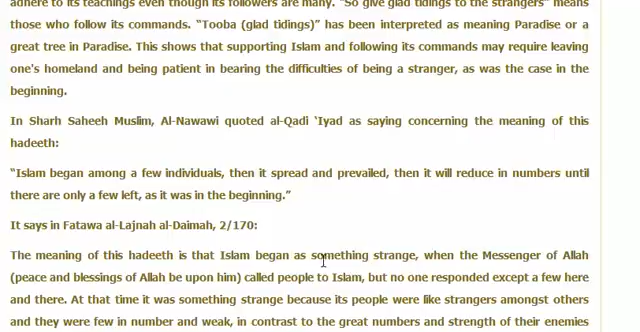 adhere to its teachings even though its followers are many. "So give glad tidings to the strangers" means
those who follow its commands. "Tooba (glad tidings)" has been interpreted as meaning Paradise or a
great tree in Paradise. This shows that supporting Islam and following its commands may require leaving
one's homeland and being patient in bearing the difficulties of being a stranger, as was the case in the
beginning.
In Sharh Saheeh Muslim, Al-Nawawi quoted al-Qadi 'Iyad as saying concerning the meaning of this
hadeeth:
"Islam began among a few individuals, then it spread and prevailed, then it will reduce in numbers until
there are only a few left, as it was in the beginning."
It says in Fatawa al-Lajnah al-Daimah, 2/170:
The meaning of this hadeeth is that Islam began as something strange, when the Messenger of Allah
(peace and blessings of Allah be upon him) called people to Islam, but no one responded except a few here
and there. At that time it was something strange because its people were like strangers amongst others
and they were few in number and weak, in contrast to the great numbers and strength of their enemies